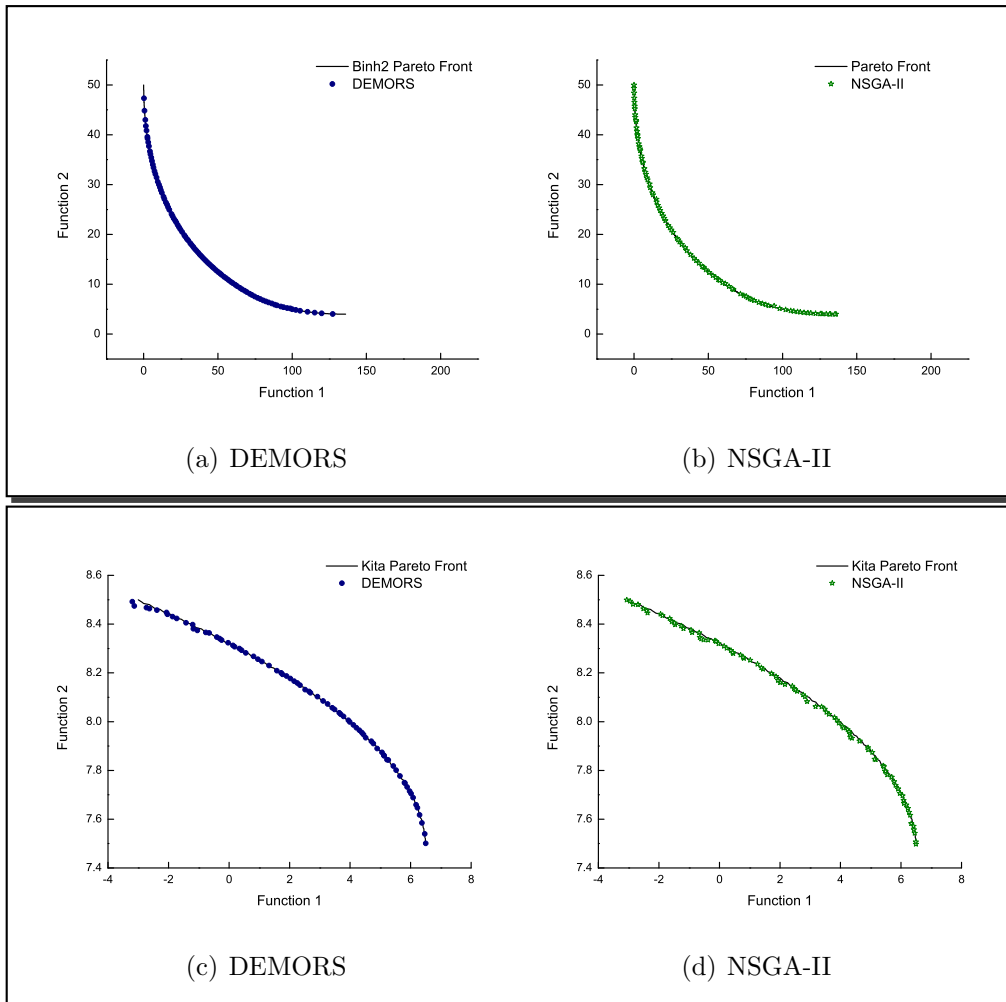 Binh2 Pareto Front
DEMORS
50
40
30
20
10
0
Function 2
0 50 100 150 200
Function 1
(a) DEMORS
Pareto Front
NSGA-II
50
40
30
20
10
0
Function 2
0 50 100 150 200
Function 1
(b) NSGA-II
Kita Pareto Front
DEMORS
8.6
8.4
8.2
8.0
7.8
7.6
7.4
Function 2
-4 -2 0 2 4 6 8
Function 1
(c) DEMORS
Kita Pareto Front
NSGA-II
8.6
8.4
8.2
8.0
7.8
7.6
7.4
Function 2
-4 -2 0 2 4 6 8
Function 1
(d) NSGA-II